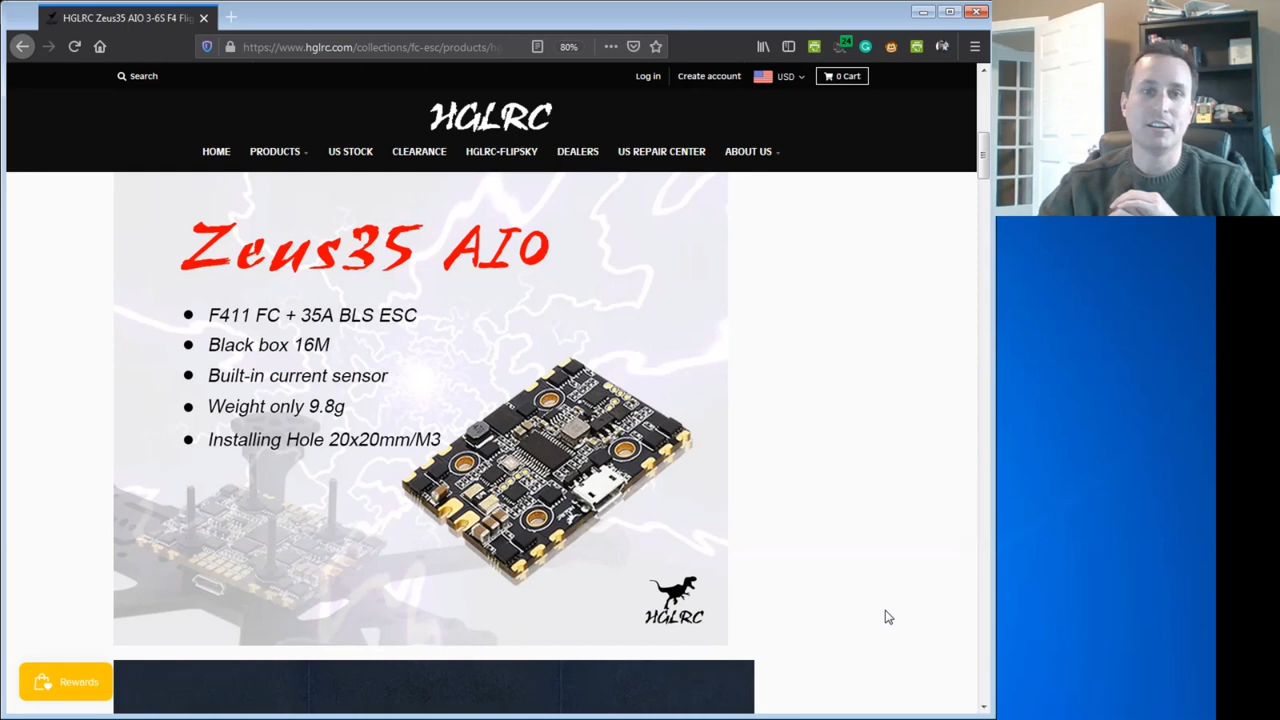 HGLRC Zeus35 AIO 3-6S F4 Flig
https://www.hglrc.com/collections/fc-esc/products/h
80%
24
Search
Log in
Create account
USD
0 Cart
HGLRC
HOME
PRODUCTS
US STOCK
CLEARANCE
HGLRC-FLIPSKY
DEALERS
US REPAIR CENTER
ABOUT US
Zeus35 AIO
F411 FC + 35A BLS ESC
Black box 16M
Built-in current sensor
Weight only 9.8g
Installing Hole 20x20mm/M3
HGLRC
Rewards